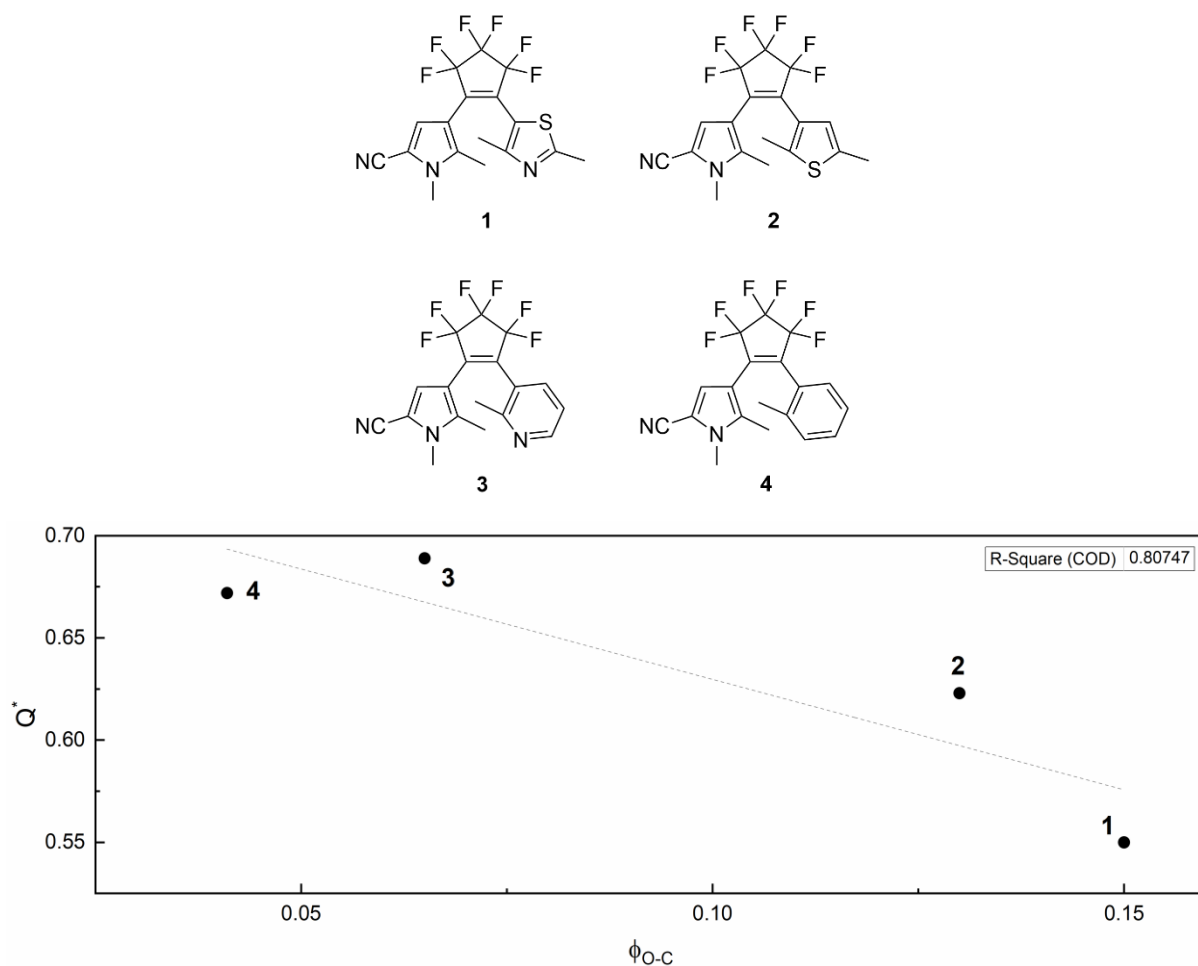 F F F F F F
NC N S N
1
F F F F F F
NC N S
2
F F F F F F
NC N N
3
F F F F F F
NC N
4
R-Square (COD) 0.80747
0.70
0.65
0.60
0.55
Q*
4
3
2
1
0.05 0.10 0.15
ϕO-C